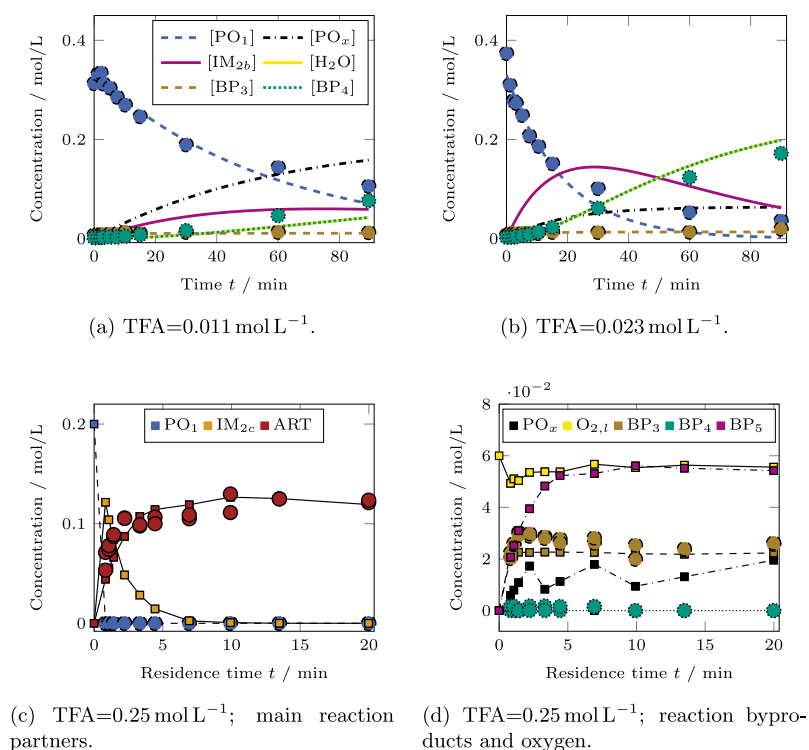 0.4
0.2
0
Concentration / mol/L
[PO₁] [POₓ]
[IM₂b] [H₂O]
[BP₃] [BP₄]
0 20 40 60 80
Time t / min
(a) TFA=0.011 mol L⁻¹.
0.4
0.2
0
Concentration / mol/L
0 20 40 60 80
Time t / min
(b) TFA=0.023 mol L⁻¹.
0.2
0.1
0
Concentration / mol/L
PO₁ IM₂c ART
0 5 10 15 20
Residence time t / min
(c) TFA=0.25 mol L⁻¹; main reaction
partners.
·10⁻²
8
6
4
2
0
Concentration / mol/L
POₓ O₂,l BP₃ BP₄ BP₅
0 5 10 15 20
Residence time t / min
(d) TFA=0.25 mol L⁻¹; reaction bypro-
ducts and oxygen.